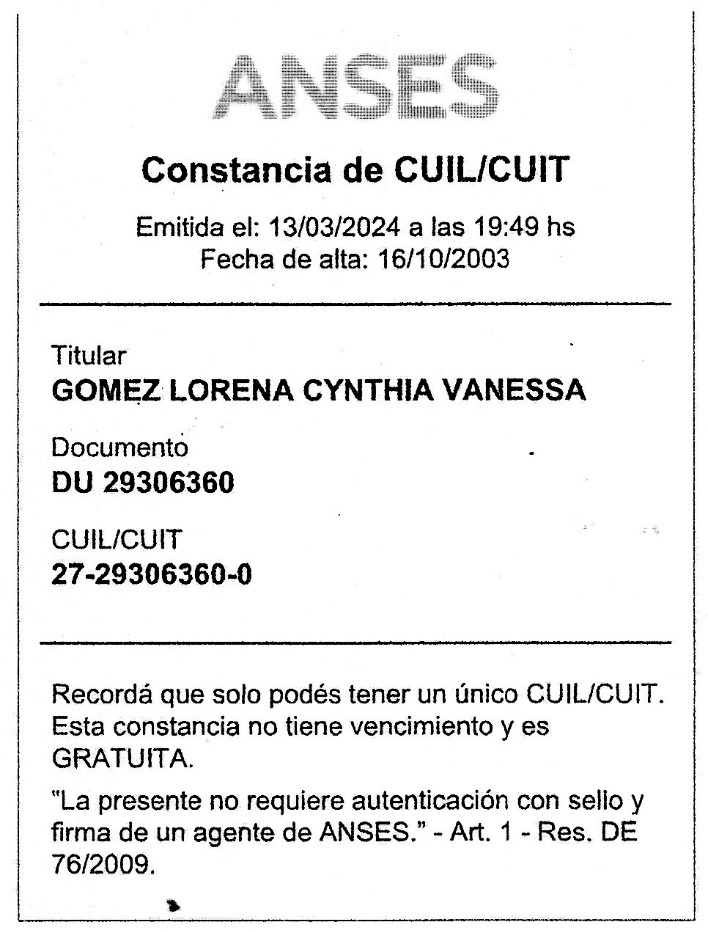 ANSES
Constancia de CUIL/CUIT
Emitida el: 13/03/2024 a las 19:49 hs
Fecha de alta: 16/10/2003
Titular
GOMEZ LORENA CYNTHIA VANESSA
Documento
DU 29306360
CUIL/CUIT
27-29306360-0
Recordá que solo podés tener un único CUIL/CUIT.
Esta constancia no tiene vencimiento y es
GRATUITA.
"La presente no requiere autenticación con sello y
firma de un agente de ANSES." - Art. 1 - Res. DE
76/2009.